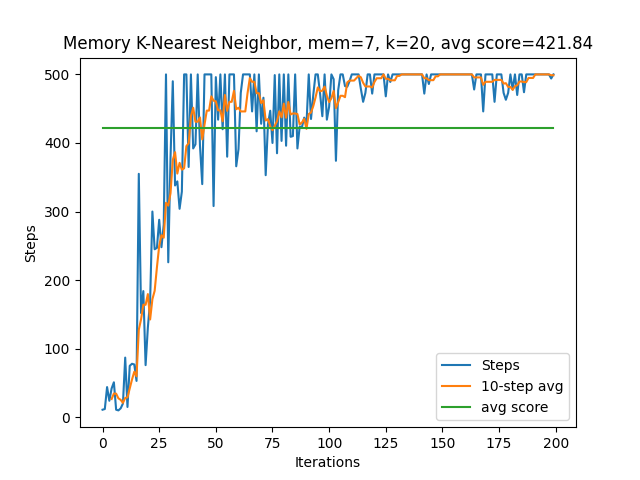 Memory K-Nearest Neighbor, mem=7, k=20, avg score=421.84
500
400
300
200
100
0
Steps
Steps
10-step avg
avg score
0 25 50 75 100 125 150 175 200
Iterations